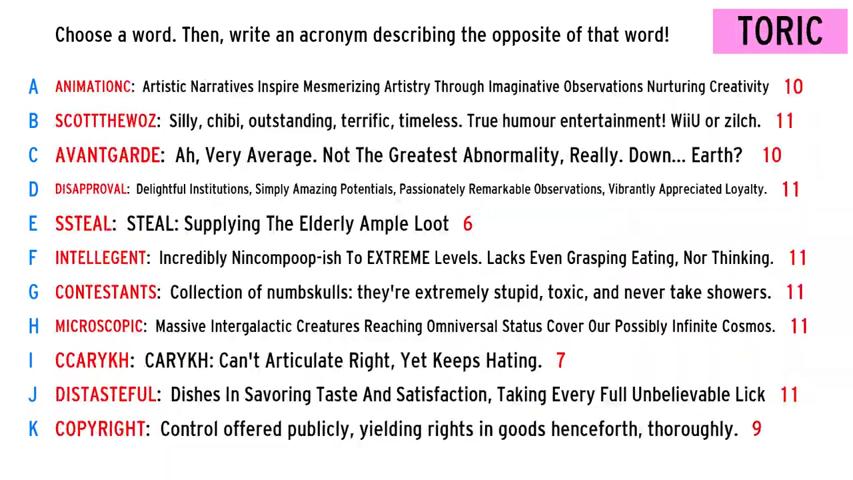 Choose a word. Then, write an acronym describing the opposite of that word!
TORIC
A ANIMATIONC: Artistic Narratives Inspire Mesmerizing Artistry Through Imaginative Observations Nurturing Creativity 10
B SCOTTTHEWOZ: Silly, chibi, outstanding, terrific, timeless. True humour entertainment! WiiU or zilch. 11
C AVANTGARDE: Ah, Very Average. Not The Greatest Abnormality, Really. Down... Earth? 10
D DISAPPROVAL: Delightful Institutions, Simply Amazing Potentials, Passionately Remarkable Observations, Vibrantly Appreciated Loyalty. 11
E SSTEAL: STEAL: Supplying The Elderly Ample Loot 6
F INTELLEGENT: Incredibly Nincompoop-ish To EXTREME Levels. Lacks Even Grasping Eating, Nor Thinking. 11
G CONTESTANTS: Collection of numbskulls: they're extremely stupid, toxic, and never take showers. 11
H MICROSCOPIC: Massive Intergalactic Creatures Reaching Omniversal Status Cover Our Possibly Infinite Cosmos. 11
I CCARYKH: CARYKH: Can't Articulate Right, Yet Keeps Hating. 7
J DISTASTEFUL: Dishes In Savoring Taste And Satisfaction, Taking Every Full Unbelievable Lick 11
K COPYRIGHT: Control offered publicly, yielding rights in goods henceforth, thoroughly. 9